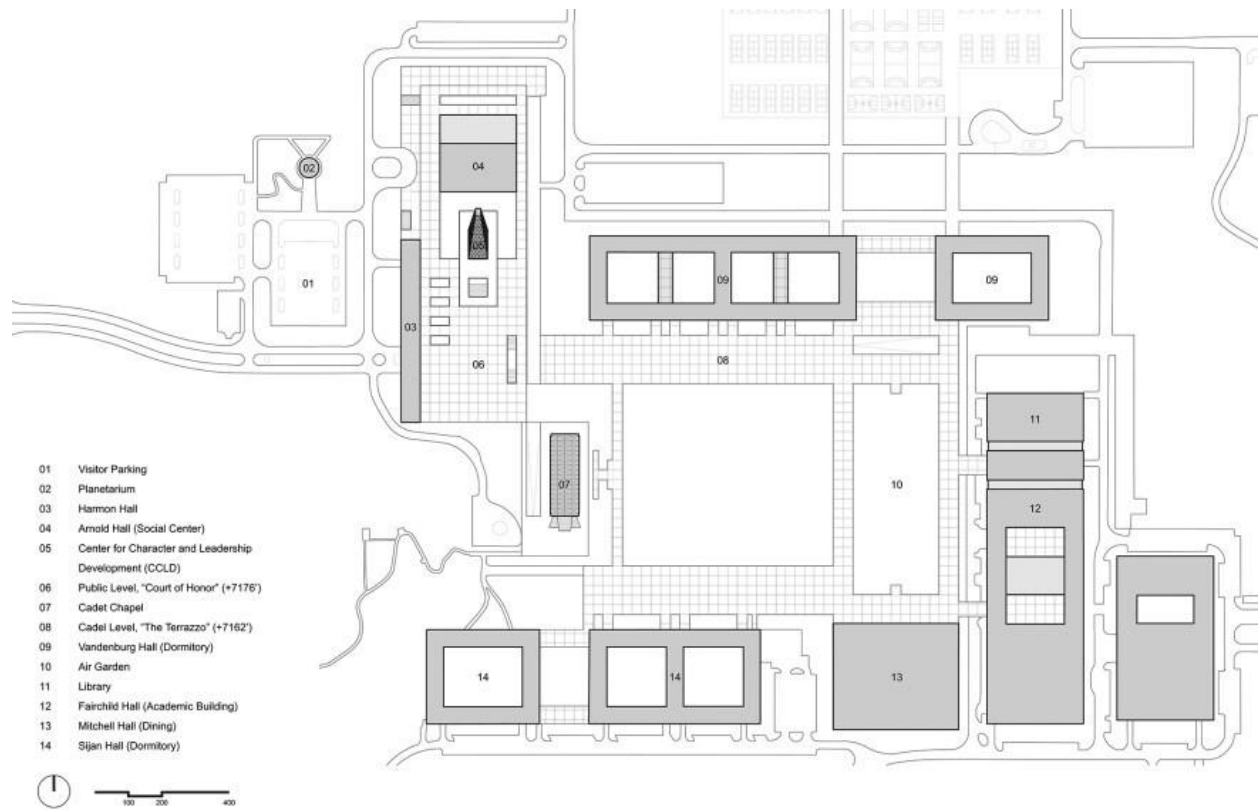 02
04
05
01
09
09
03
06
08
11
10
07
12
13
14
14
01 Visitor Parking
02 Planetarium
03 Harmon Hall
04 Arnold Hall (Social Center)
05 Center for Character and Leadership
Development (CCLD)
06 Public Level, "Court of Honor" (+7176')
07 Cadet Chapel
08 Cadel Level, "The Terrazzo" (+7162')
09 Vandenburg Hall (Dormitory)
10 Air Garden
11 Library
12 Fairchild Hall (Academic Building)
13 Mitchell Hall (Dining)
14 Sijan Hall (Dormitory)
100 200 400